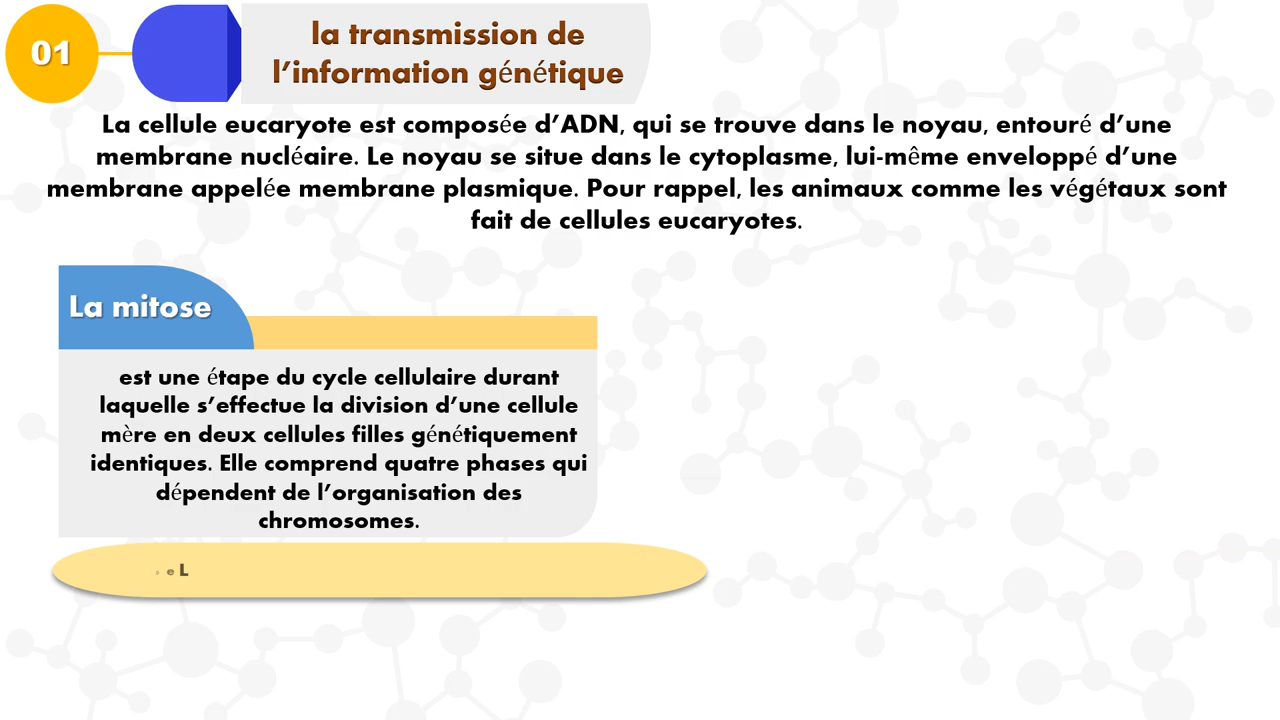 01
la transmission de
l’information génétique
La cellule eucaryote est composée d’ADN, qui se trouve dans le noyau, entouré d’une
membrane nucléaire. Le noyau se situe dans le cytoplasme, lui-même enveloppé d’une
membrane appelée membrane plasmique. Pour rappel, les animaux comme les végétaux sont
fait de cellules eucaryotes.
La mitose
est une étape du cycle cellulaire durant
laquelle s’effectue la division d’une cellule
mère en deux cellules filles génétiquement
identiques. Elle comprend quatre phases qui
dépendent de l’organisation des
chromosomes.
e L